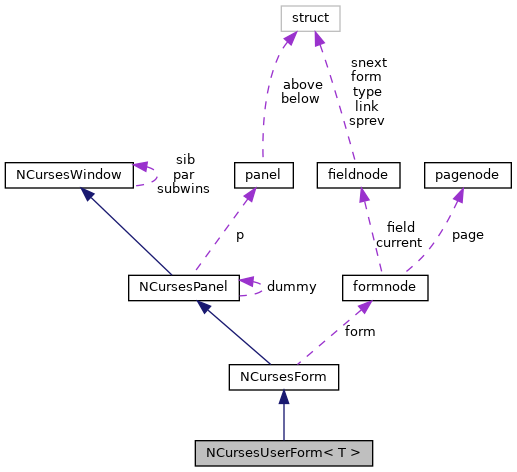 struct
snext
form
type
link
sprev
above
below
sib
par
subwins
NCursesWindow
panel
fieldnode
pagenode
p
field
current
page
NCursesPanel
dummy
formnode
form
NCursesForm
NCursesUserForm< T >